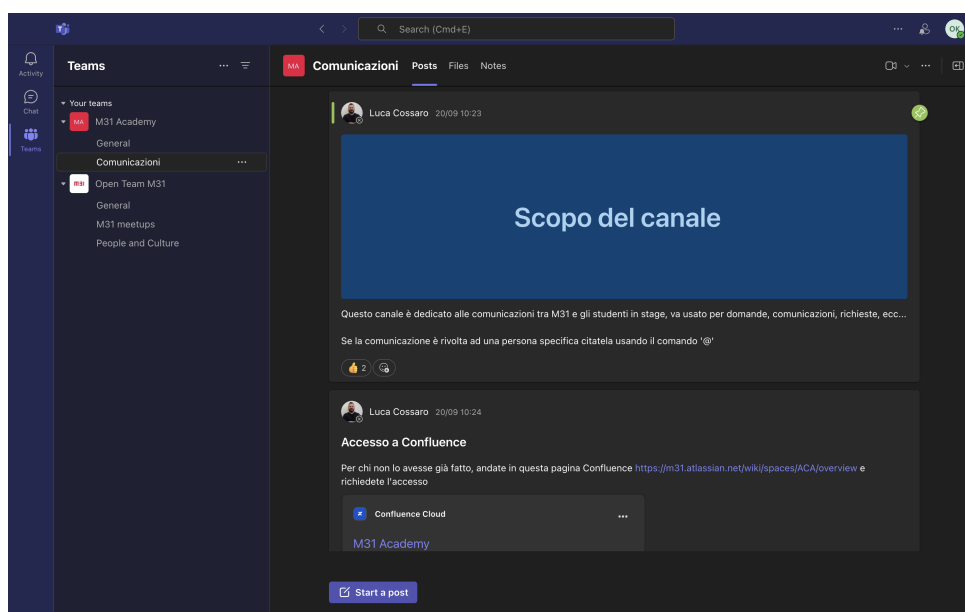 Search (Cmd+E)
OK
Activity
Chat
Teams
Teams
Your teams
MA M31 Academy
General
Comunicazioni
m31 Open Team M31
General
M31 meetups
People and Culture
MA Comunicazioni Posts Files Notes
Luca Cossaro 20/09 10:23
Scopo del canale
Questo canale è dedicato alle comunicazioni tra M31 e gli studenti in stage, va usato per domande, comunicazioni, richieste, ecc...
Se la comunicazione è rivolta ad una persona specifica citatela usando il comando '@'
2
Luca Cossaro 20/09 10:24
Accesso a Confluence
Per chi non lo avesse già fatto, andate in questa pagina Confluence https://m31.atlassian.net/wiki/spaces/ACA/overview e
richiedete l'accesso
Confluence Cloud
M31 Academy
Start a post